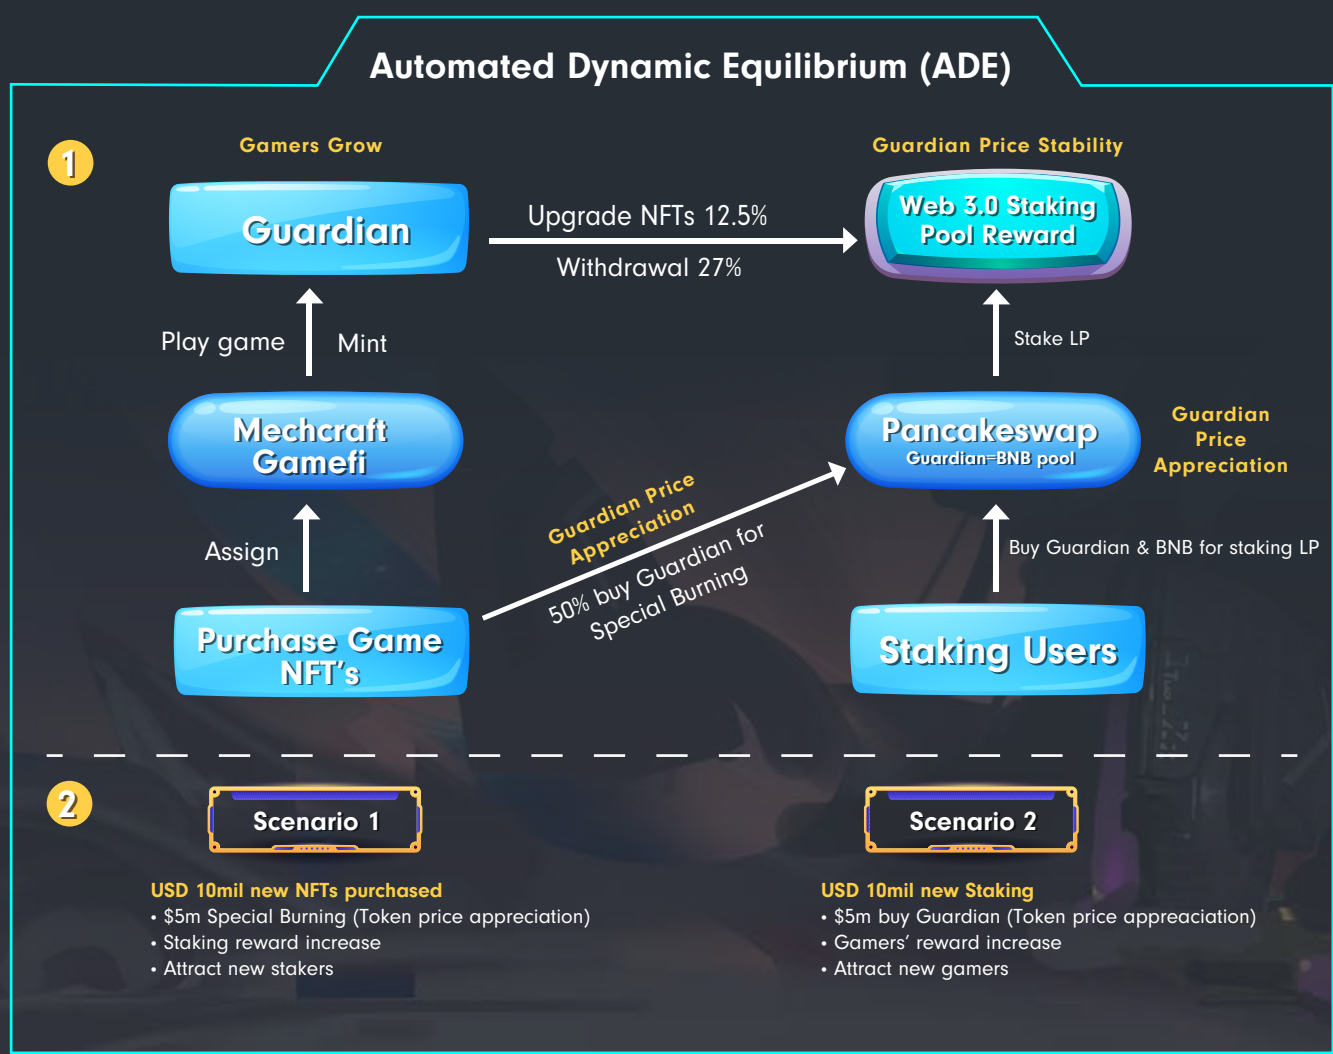 Automated Dynamic Equilibrium (ADE)
1
Gamers Grow
Guardian Price Stability
Guardian
Upgrade NFTs 12.5%
Withdrawal 27%
Web 3.0 Staking
Pool Reward
Play game
Mint
Stake LP
Mechcraft
Gamefi
Pancakeswap
Guardian=BNB pool
Guardian
Price
Appreciation
Guardian Price
Appreciation
50% buy Guardian for
Special Burning
Assign
Buy Guardian & BNB for staking LP
Purchase Game
NFT's
Staking Users
2
Scenario 1
USD 10mil new NFTs purchased
• $5m Special Burning (Token price appreciation)
• Staking reward increase
• Attract new stakers
Scenario 2
USD 10mil new Staking
• $5m buy Guardian (Token price appreaciation)
• Gamers’ reward increase
• Attract new gamers